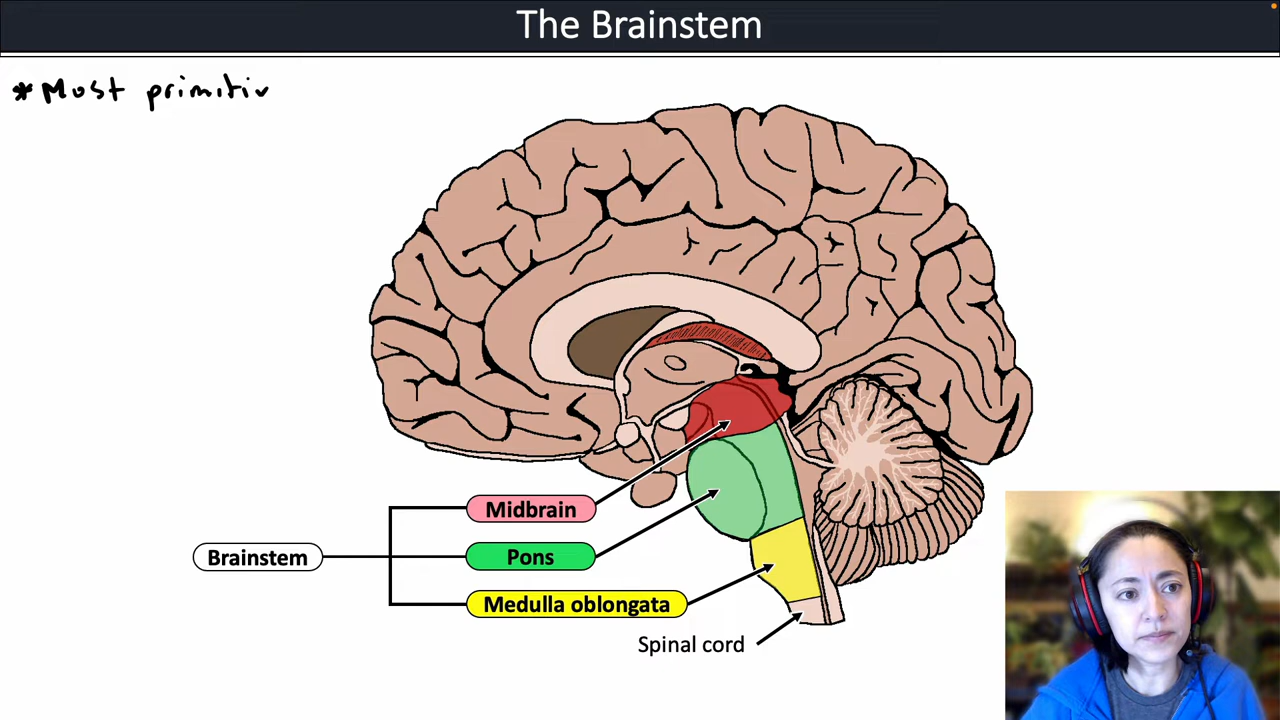 The Brainstem
*Most primitiv
Midbrain
Brainstem
Pons
Medulla oblongata
Spinal cord